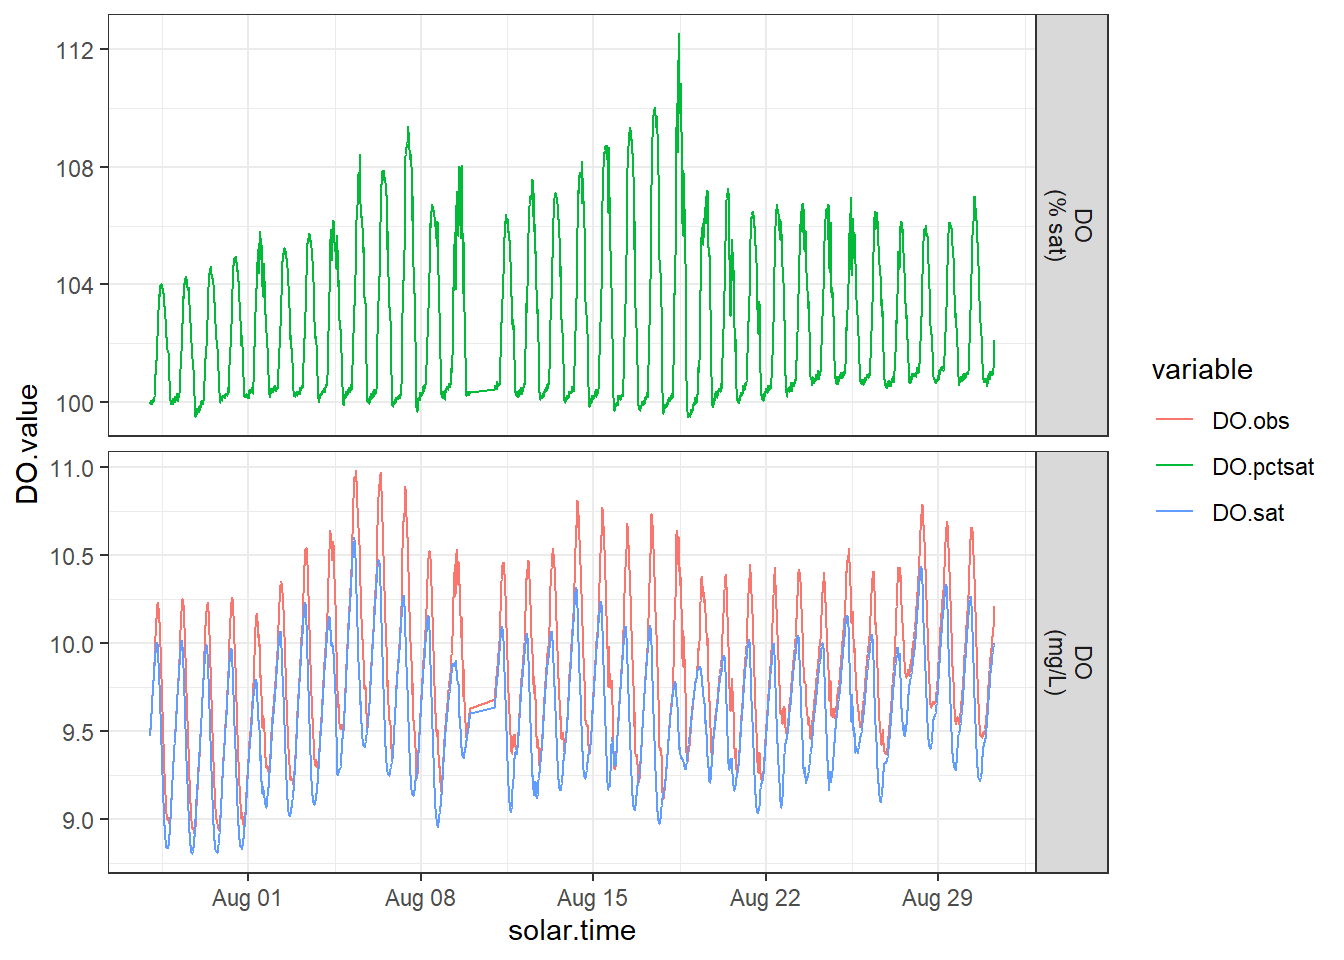 112
108
104
100
DO
(% sat)
DO.value
11.0
10.5
10.0
9.5
9.0
DO
(mg/L)
Aug 01
Aug 08
Aug 15
Aug 22
Aug 29
solar.time
variable
DO.obs
DO.pctsat
DO.sat